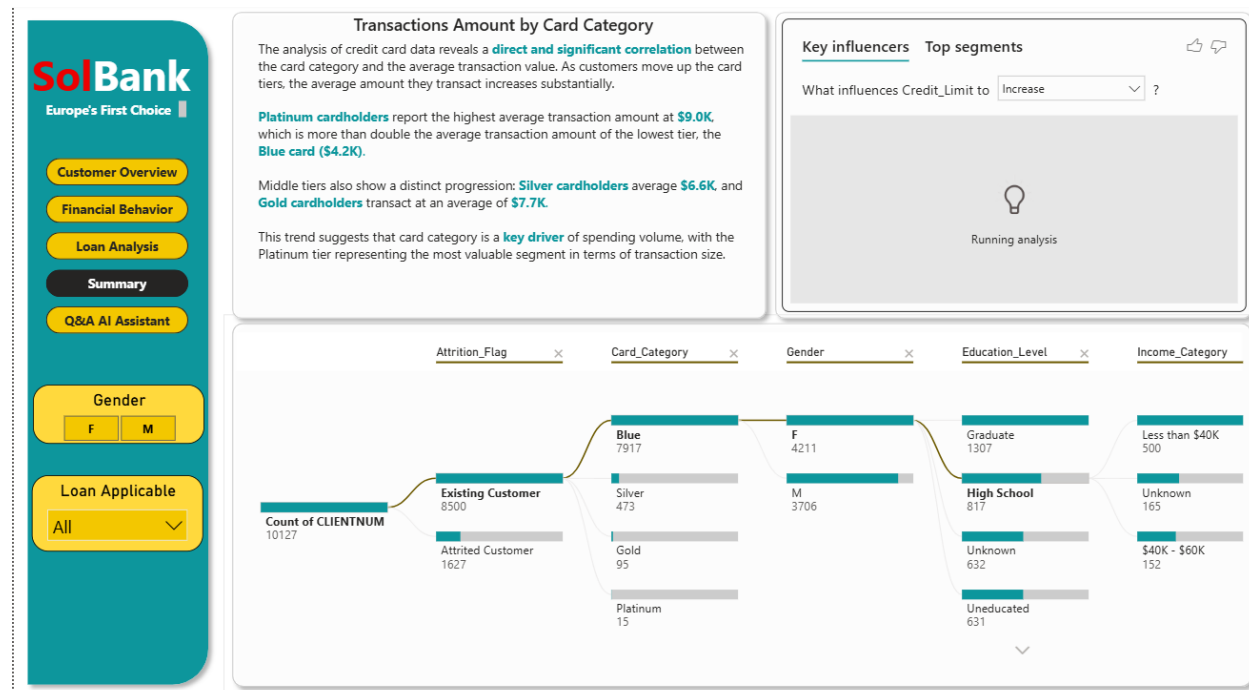 SolBank
Europe's First Choice
Customer Overview
Financial Behavior
Loan Analysis
Summary
Q&A AI Assistant
Gender
F M
Loan Applicable
All
Transactions Amount by Card Category
The analysis of credit card data reveals a direct and significant correlation between
the card category and the average transaction value. As customers move up the card
tiers, the average amount they transact increases substantially.
Platinum cardholders report the highest average transaction amount at $9.0K,
which is more than double the average transaction amount of the lowest tier, the
Blue card ($4.2K).
Middle tiers also show a distinct progression: Silver cardholders average $6.6K, and
Gold cardholders transact at an average of $7.7K.
This trend suggests that card category is a key driver of spending volume, with the
Platinum tier representing the most valuable segment in terms of transaction size.
Key influencers Top segments
What influences Credit_Limit to Increase ?
Running analysis
Attrition_Flag Card_Category Gender Education_Level Income_Category
Count of CLIENTNUM
10127
Existing Customer
8500
Attrited Customer
1627
Blue
7917
Silver
473
Gold
95
Platinum
15
F
4211
M
3706
Graduate
1307
High School
817
Unknown
632
Uneducated
631
Less than $40K
500
Unknown
165
$40K - $60K
152